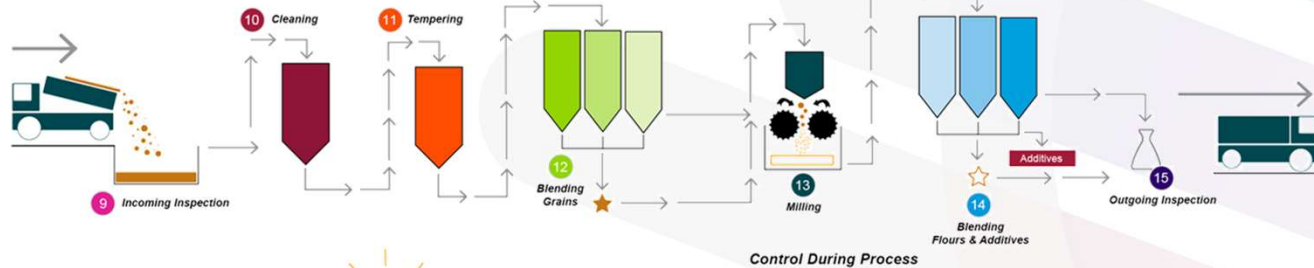 10 Cleaning
11 Tempering
9 Incoming Inspection
12
Blending
Grains
13
Milling
Additives
14
Blending
Flours & Additives
15
Outgoing Inspection
Control During Process